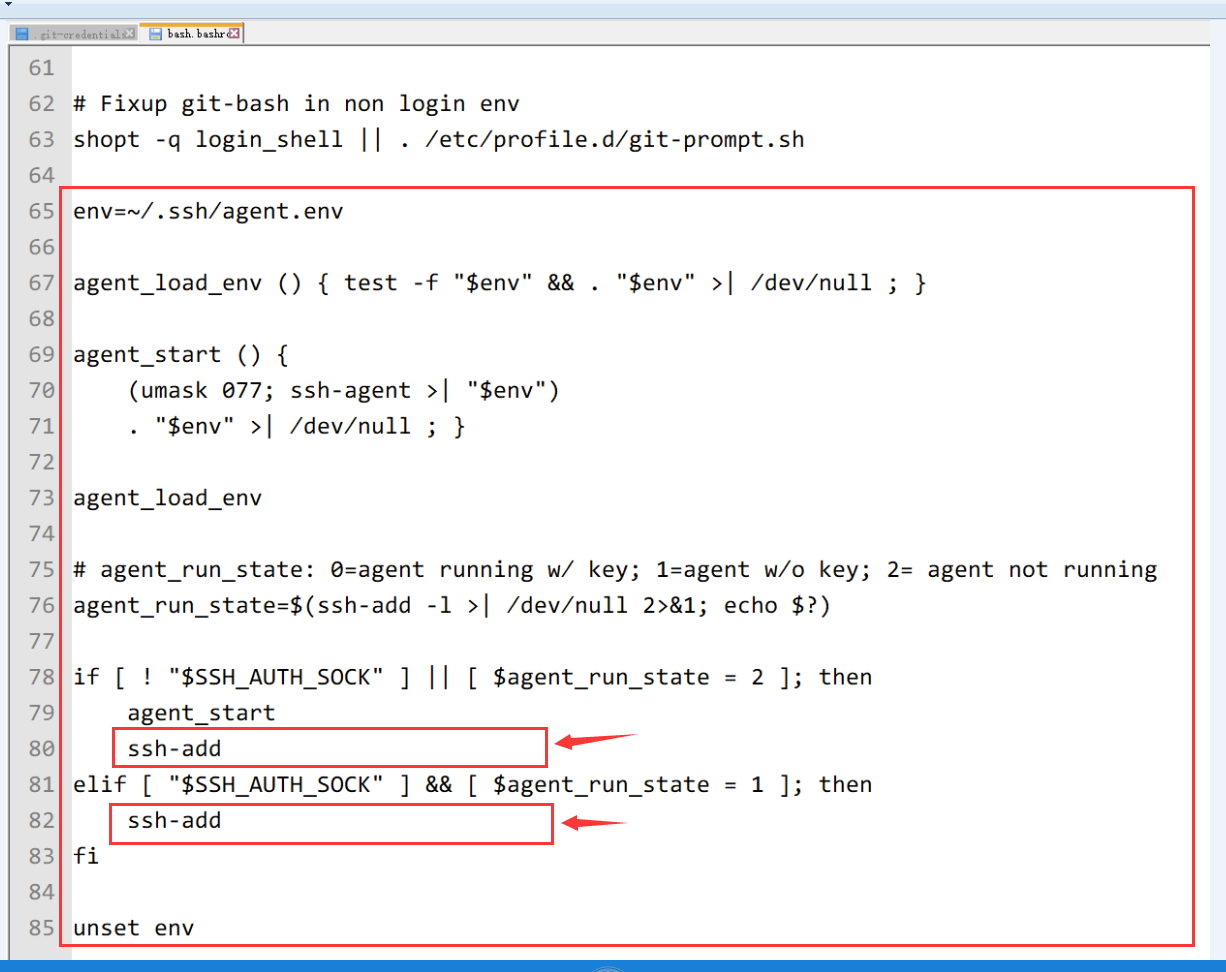 .git-credentials bash.bashrc
61
62 # Fixup git-bash in non login env
63 shopt -q login_shell || . /etc/profile.d/git-prompt.sh
64
65 env=~/.ssh/agent.env
66
67 agent_load_env () { test -f "$env" && . "$env" >| /dev/null ; }
68
69 agent_start () {
70     (umask 077; ssh-agent >| "$env")
71     . "$env" >| /dev/null ; }
72
73 agent_load_env
74
75 # agent_run_state: 0=agent running w/ key; 1=agent w/o key; 2= agent not running
76 agent_run_state=$(ssh-add -l >| /dev/null 2>&1; echo $?)
77
78 if [ ! "$SSH_AUTH_SOCK" ] || [ $agent_run_state = 2 ]; then
79     agent_start
80     ssh-add
81 elif [ "$SSH_AUTH_SOCK" ] && [ $agent_run_state = 1 ]; then
82     ssh-add
83 fi
84
85 unset env